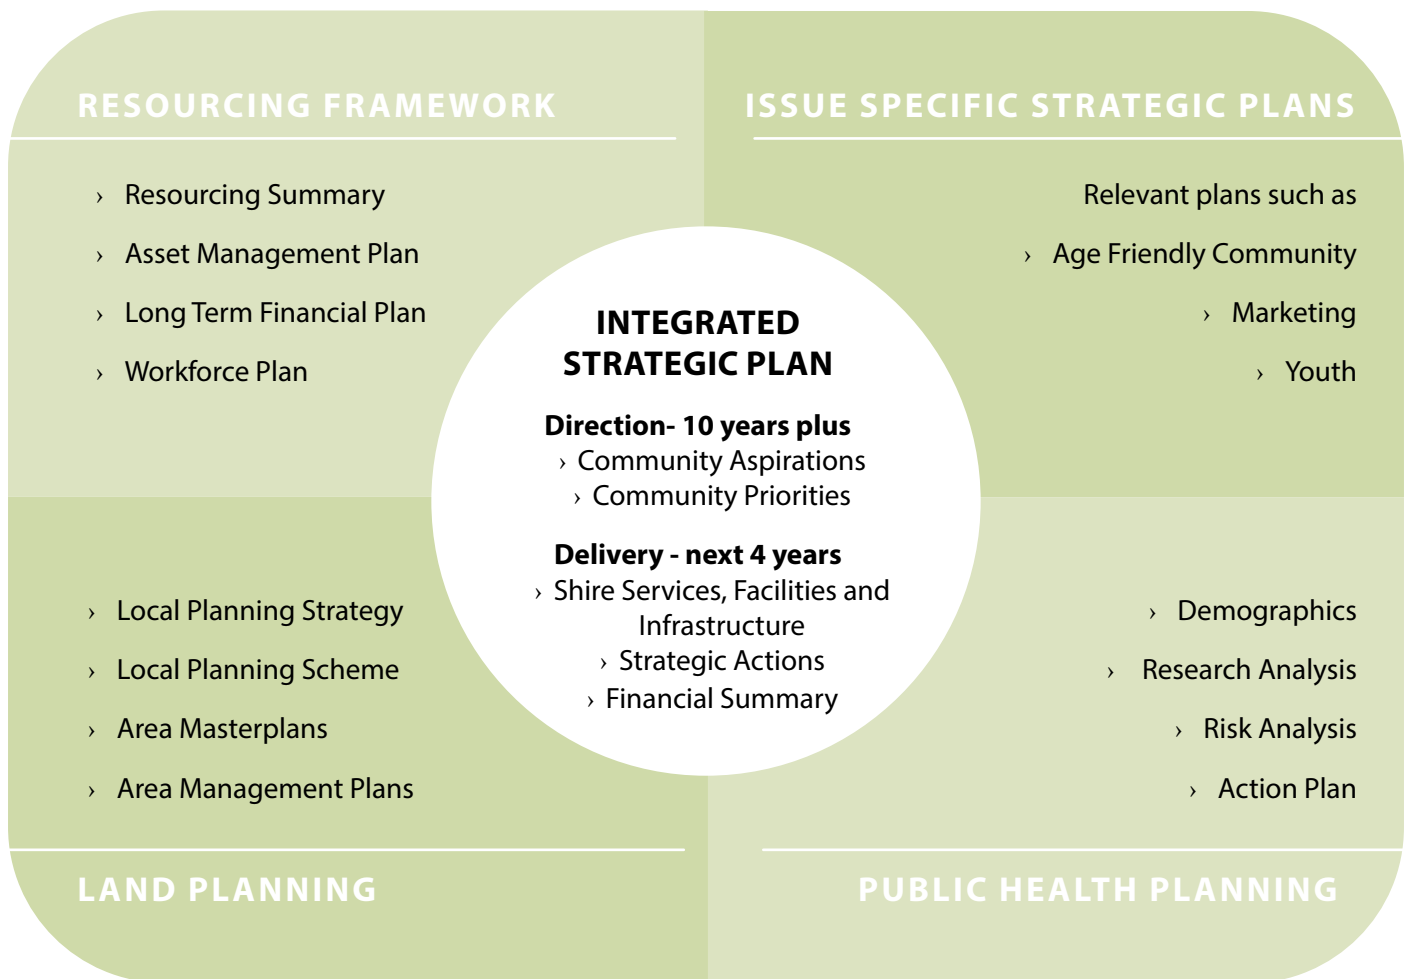 RESOURCING FRAMEWORK
› Resourcing Summary
› Asset Management Plan
› Long Term Financial Plan
› Workforce Plan
ISSUE SPECIFIC STRATEGIC PLANS
Relevant plans such as
› Age Friendly Community
› Marketing
› Youth
INTEGRATED
STRATEGIC PLAN
Direction- 10 years plus
› Community Aspirations
› Community Priorities
Delivery - next 4 years
› Shire Services, Facilities and
Infrastructure
› Strategic Actions
› Financial Summary
› Local Planning Strategy
› Local Planning Scheme
› Area Masterplans
› Area Management Plans
LAND PLANNING
› Demographics
› Research Analysis
› Risk Analysis
› Action Plan
PUBLIC HEALTH PLANNING